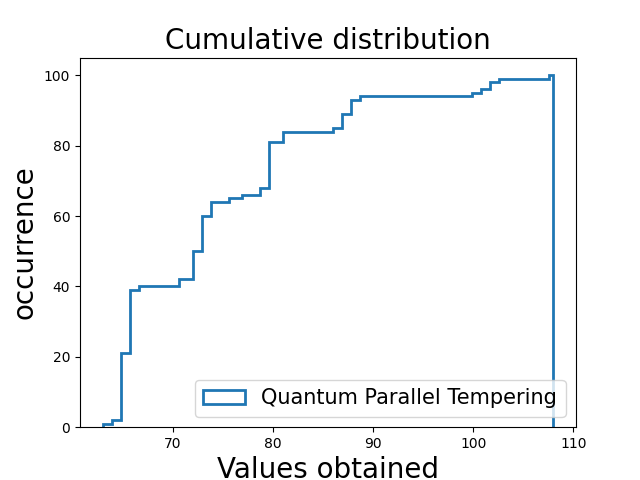 Cumulative distribution
occurrence
100
80
60
40
20
0
Quantum Parallel Tempering
70 80 90 100 110
Values obtained